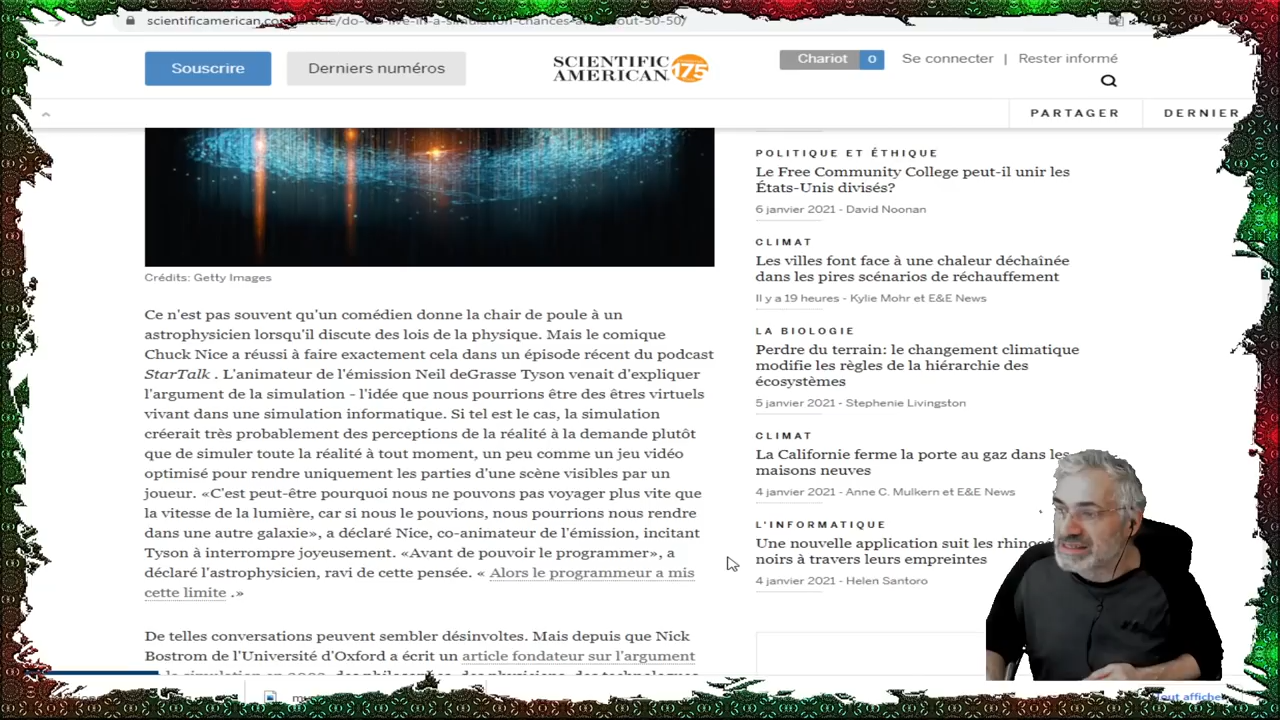 scientificamerican.com/article/do-we-live-in-a-simulation-chances-are-about-50-50/
Souscrire
Derniers numéros
SCIENTIFIC
AMERICAN 175
Chariot 0
Se connecter | Rester informé
PARTAGER
DERNIER
Crédits: Getty Images
Ce n'est pas souvent qu'un comédien donne la chair de poule à un
astrophysicien lorsqu'il discute des lois de la physique. Mais le comique
Chuck Nice a réussi à faire exactement cela dans un épisode récent du podcast
StarTalk . L'animateur de l'émission Neil deGrasse Tyson venait d'expliquer
l'argument de la simulation - l'idée que nous pourrions être des êtres virtuels
vivant dans une simulation informatique. Si tel est le cas, la simulation
créerait très probablement des perceptions de la réalité à la demande plutôt
que de simuler toute la réalité à tout moment, un peu comme un jeu vidéo
optimisé pour rendre uniquement les parties d'une scène visibles par un
joueur. «C'est peut-être pourquoi nous ne pouvons pas voyager plus vite que
la vitesse de la lumière, car si nous le pouvions, nous pourrions nous rendre
dans une autre galaxie», a déclaré Nice, co-animateur de l'émission, incitant
Tyson à interrompre joyeusement. «Avant de pouvoir le programmer», a
déclaré l'astrophysicien, ravi de cette pensée. « Alors le programmeur a mis
cette limite .»
De telles conversations peuvent sembler désinvoltes. Mais depuis que Nick
Bostrom de l'Université d'Oxford a écrit un article fondateur sur l'argument
POLITIQUE ET ÉTHIQUE
Le Free Community College peut-il unir les
États-Unis divisés?
6 janvier 2021 - David Noonan
CLIMAT
Les villes font face à une chaleur déchaînée
dans les pires scénarios de réchauffement
Il y a 19 heures - Kylie Mohr et E&E News
LA BIOLOGIE
Perdre du terrain: le changement climatique
modifie les règles de la hiérarchie des
écosystèmes
5 janvier 2021 - Stephenie Livingston
CLIMAT
La Californie ferme la porte au gaz dans les
maisons neuves
4 janvier 2021 - Anne C. Mulkern et E&E News
L'INFORMATIQUE
Une nouvelle application suit les
noirs à travers leurs empreintes
4 janvier 2021 - Helen Santoro